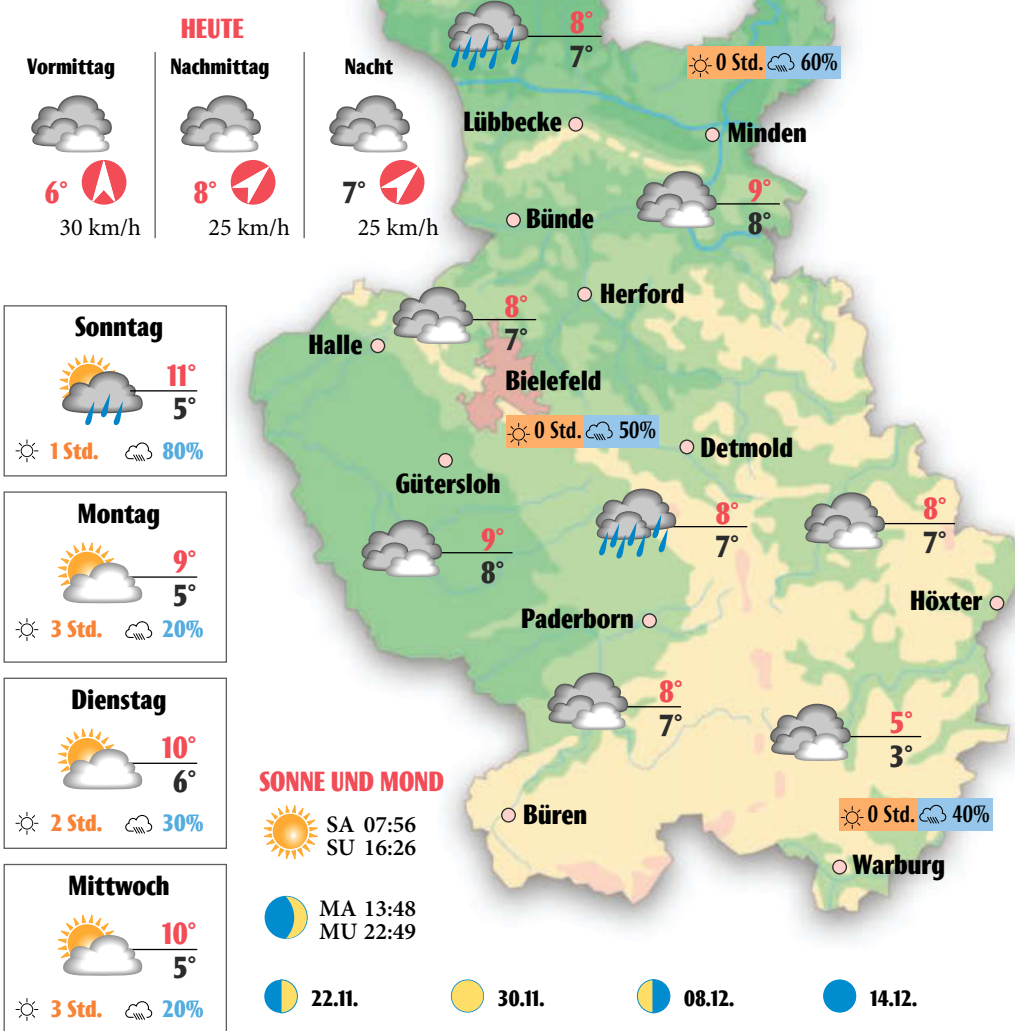 HEUTE
Vormittag
Nachmittag
Nacht
6°
8°
7°
30 km/h
25 km/h
25 km/h
8°
7°
0 Std. 60%
Lübbecke
Minden
9°
8°
Bünde
Herford
8°
7°
Halle
Bielefeld
0 Std. 50%
Detmold
Gütersloh
9°
8°
8°
7°
8°
7°
Höxter
Paderborn
8°
7°
5°
3°
Büren
0 Std. 40%
Warburg
Sonntag
11°
5°
1 Std. 80%
Montag
9°
5°
3 Std. 20%
Dienstag
10°
6°
2 Std. 30%
Mittwoch
10°
5°
3 Std. 20%
SONNE UND MOND
SA 07:56
SU 16:26
MA 13:48
MU 22:49
22.11.
30.11.
08.12.
14.12.